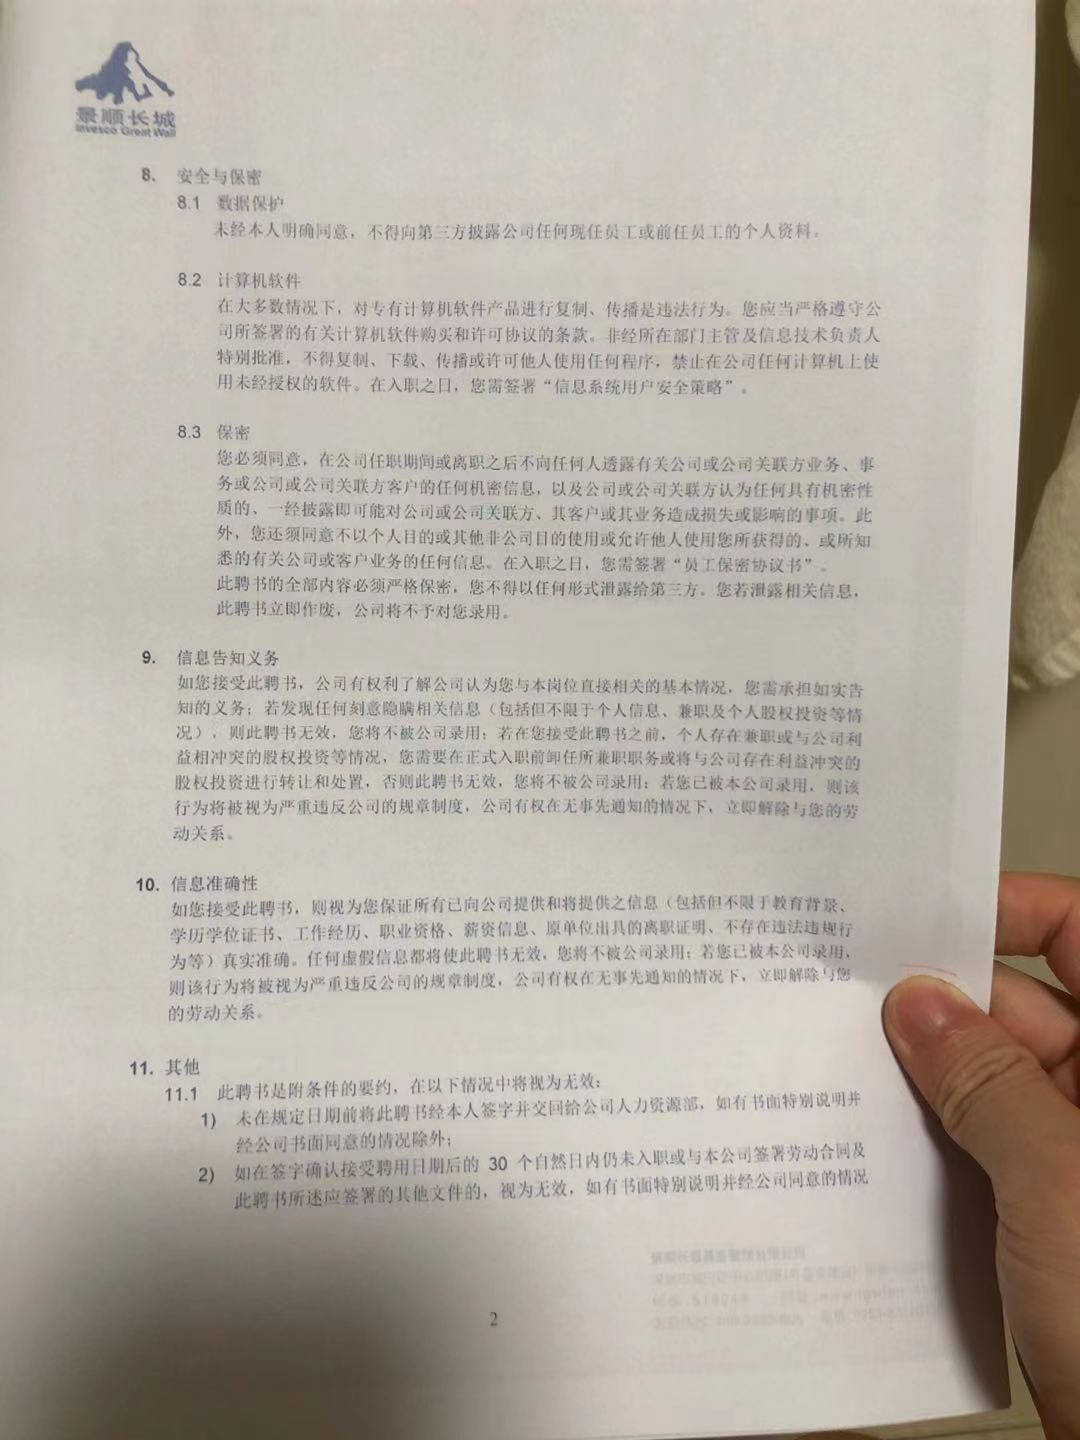 景顺长城
Invesco Great Wall
8. 安全与保密
8.1 数据保护
未经本人明确同意，不得向第三方披露公司任何现任员工或前任员工的个人资料。
8.2 计算机软件
在大多数情况下，对专有计算机软件产品进行复制、传播是违法行为。您应当严格遵守公
司所签署的有关计算机软件购买和许可协议的条款。非经所在部门主管及信息技术负责人
特别批准，不得复制、下载、传播或许可他人使用任何程序，禁止在公司任何计算机上使
用未经授权的软件。在入职之日，您需签署“信息系统用户安全策略”。
8.3 保密
您必须同意，在公司任职期间或离职之后不向任何人透露有关公司或公司关联方业务、事
务或公司或公司关联方客户的任何机密信息，以及公司或公司关联方认为任何具有机密性
质的、一经披露即可能对公司或公司关联方、其客户或其业务造成损失或影响的事项。此
外，您还须同意不以个人目的或其他非公司目的使用或允许他人使用您所获得的、或所知
悉的有关公司或客户业务的任何信息。在入职之日，您需签署“员工保密协议书”。
此聘书的全部内容必须严格保密，您不得以任何形式泄露给第三方。您若泄露相关信息，
此聘书立即作废，公司将不予对您录用。
9. 信息告知义务
如您接受此聘书，公司有权利了解公司认为您与本岗位直接相关的基本情况，您需承担如实告
知的义务；若发现任何刻意隐瞒相关信息（包括但不限于个人信息、兼职及个人股权投资等情
况），则此聘书无效，您将不被公司录用；若在您接受此聘书之前，个人存在兼职或与公司利
益相冲突的股权投资等情况，您需要在正式入职前卸任所兼职职务或将与公司存在利益冲突的
股权投资进行转让和处置，否则此聘书无效，您将不被公司录用；若您已被本公司录用，则该
行为将被视为严重违反公司的规章制度，公司有权在无事先通知的情况下，立即解除与您的劳
动关系。
10. 信息准确性
如您接受此聘书，则视为您保证所有已向公司提供和将提供之信息（包括但不限于教育背景、
学历学位证书、工作经历、职业资格、薪资信息、原单位出具的离职证明、不存在违法违规行
为等）真实准确。任何虚假信息都将使此聘书无效，您将不被公司录用；若您已被本公司录用，
则该行为将被视为严重违反公司的规章制度，公司有权在无事先通知的情况下，立即解除与您
的劳动关系。
11. 其他
11.1 此聘书是附条件的要约，在以下情况中将视为无效：
1) 未在规定日期前将此聘书经本人签字并交回给公司人力资源部，如有书面特别说明并
经公司书面同意的情况除外；
2) 如在签字确认接受聘用日期后的 30 个自然日内仍未入职或与本公司签署劳动合同及
此聘书所述应签署的其他文件的，视为无效，如有书面特别说明并经公司同意的情况
2